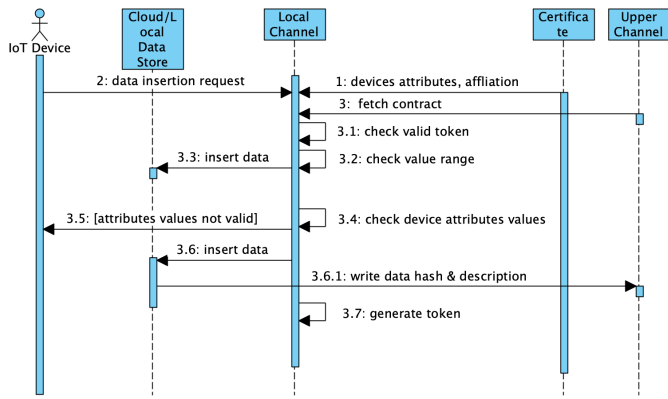 IoT Device
Cloud/L
ocal
Data
Store
Local
Channel
Certifica
te
Upper
Channel
2: data insertion request
1: devices attributes, affliation
3: fetch contract
3.1: check valid token
3.3: insert data
3.2: check value range
3.5: [attributes values not valid]
3.4: check device attributes values
3.6: insert data
3.6.1: write data hash & description
3.7: generate token